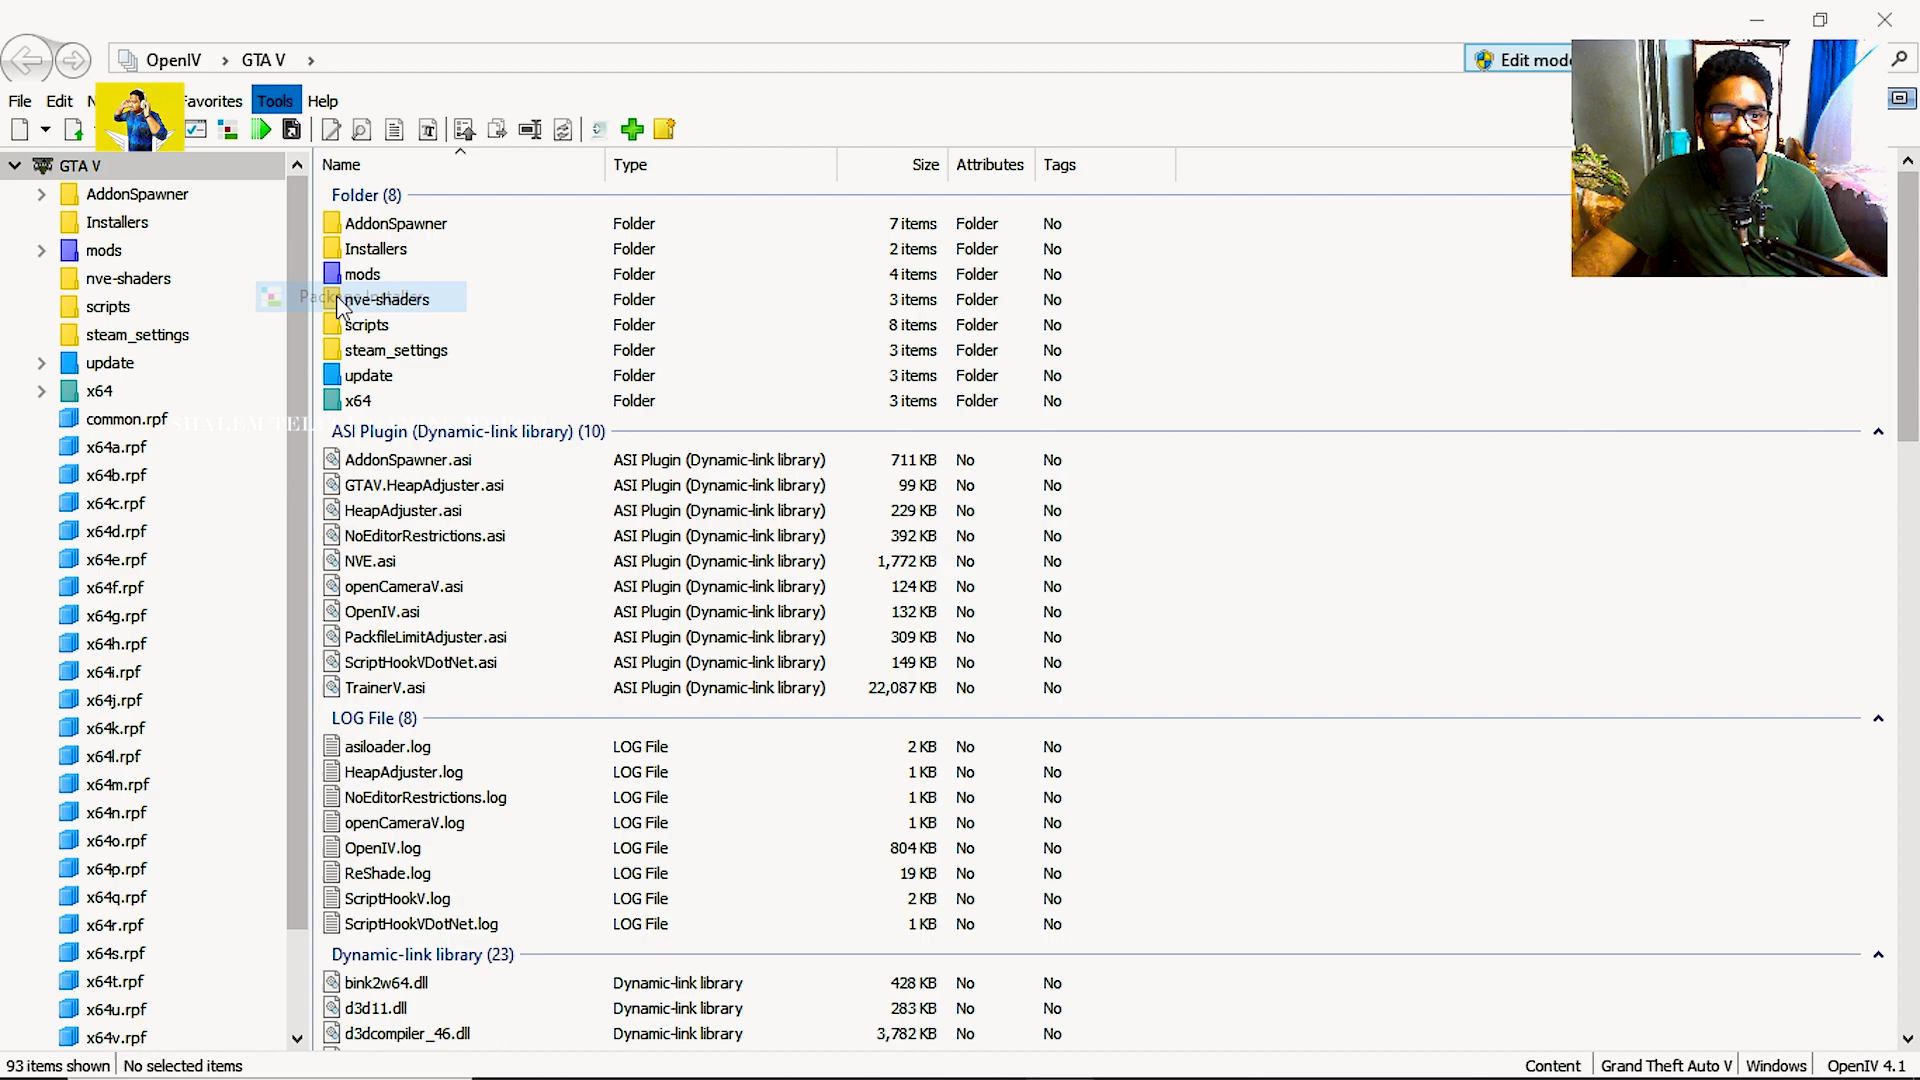 OpenIV › GTA V ›
Edit mode
File Edit
avorites Tools Help
GTA V
AddonSpawner
Installers
mods
nve-shaders
scripts
steam_settings
update
x64
common.rpf
x64a.rpf
x64b.rpf
x64c.rpf
x64d.rpf
x64e.rpf
x64f.rpf
x64g.rpf
x64h.rpf
x64i.rpf
x64j.rpf
x64k.rpf
x64l.rpf
x64m.rpf
x64n.rpf
x64o.rpf
x64p.rpf
x64q.rpf
x64r.rpf
x64s.rpf
x64t.rpf
x64u.rpf
x64v.rpf
Name Type Size Attributes Tags
Folder (8)
AddonSpawner Folder 7 items Folder No
Installers Folder 2 items Folder No
mods Folder 4 items Folder No
Package Installer
nve-shaders Folder 3 items Folder No
scripts Folder 8 items Folder No
steam_settings Folder 3 items Folder No
update Folder 3 items Folder No
x64 Folder 3 items Folder No
ASI Plugin (Dynamic-link library) (10)
AddonSpawner.asi ASI Plugin (Dynamic-link library) 711 KB No No
GTAV.HeapAdjuster.asi ASI Plugin (Dynamic-link library) 99 KB No No
HeapAdjuster.asi ASI Plugin (Dynamic-link library) 229 KB No No
NoEditorRestrictions.asi ASI Plugin (Dynamic-link library) 392 KB No No
NVE.asi ASI Plugin (Dynamic-link library) 1,772 KB No No
openCameraV.asi ASI Plugin (Dynamic-link library) 124 KB No No
OpenIV.asi ASI Plugin (Dynamic-link library) 132 KB No No
PackfileLimitAdjuster.asi ASI Plugin (Dynamic-link library) 309 KB No No
ScriptHookVDotNet.asi ASI Plugin (Dynamic-link library) 149 KB No No
TrainerV.asi ASI Plugin (Dynamic-link library) 22,087 KB No No
LOG File (8)
asiloader.log LOG File 2 KB No No
HeapAdjuster.log LOG File 1 KB No No
NoEditorRestrictions.log LOG File 1 KB No No
openCameraV.log LOG File 1 KB No No
OpenIV.log LOG File 804 KB No No
ReShade.log LOG File 19 KB No No
ScriptHookV.log LOG File 2 KB No No
ScriptHookVDotNet.log LOG File 1 KB No No
Dynamic-link library (23)
bink2w64.dll Dynamic-link library 428 KB No No
d3d11.dll Dynamic-link library 283 KB No No
d3dcompiler_46.dll Dynamic-link library 3,782 KB No No
93 items shown No selected items
Content Grand Theft Auto V Windows OpenIV 4.1